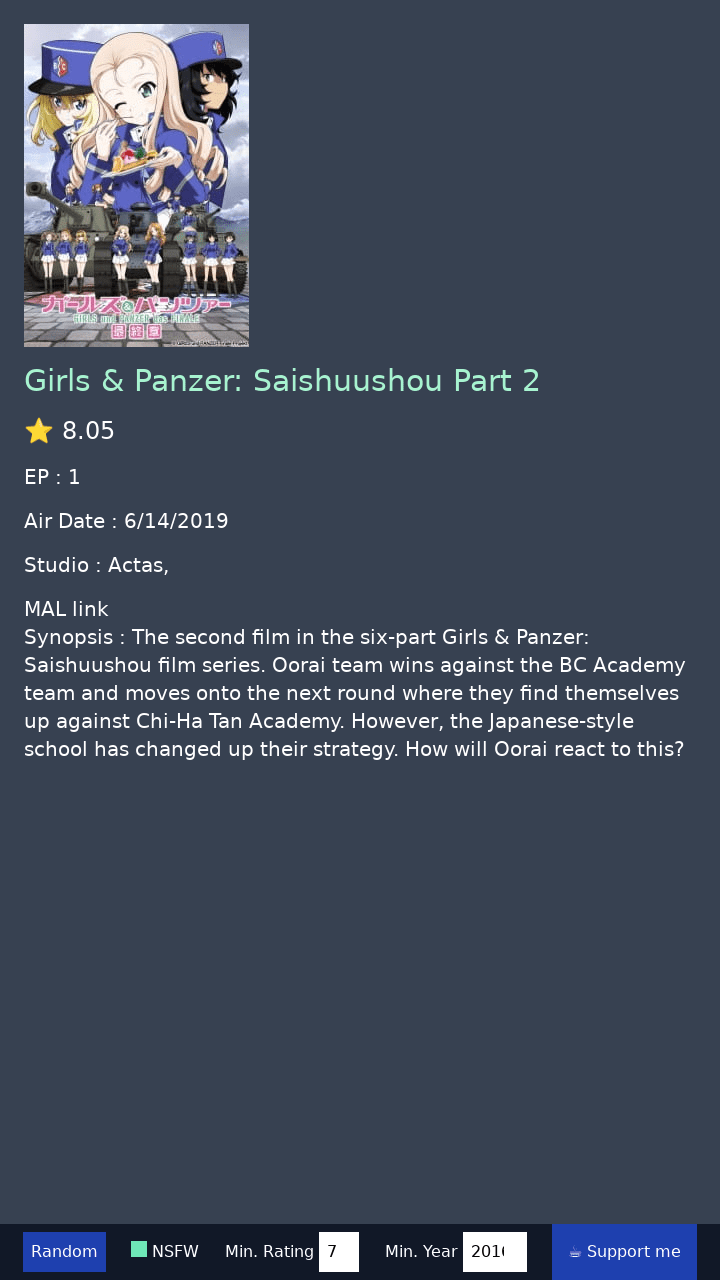 ガールズ&パンツァー
GIRLS und PANZER das FINALE
最終章
Girls & Panzer: Saishuushou Part 2
⭐ 8.05
EP : 1
Air Date : 6/14/2019
Studio : Actas,
MAL link
Synopsis : The second film in the six-part Girls & Panzer:
Saishuushou film series. Oorai team wins against the BC Academy
team and moves onto the next round where they find themselves
up against Chi-Ha Tan Academy. However, the Japanese-style
school has changed up their strategy. How will Oorai react to this?
Random NSFW Min. Rating 7 Min. Year 2016 ☕ Support me